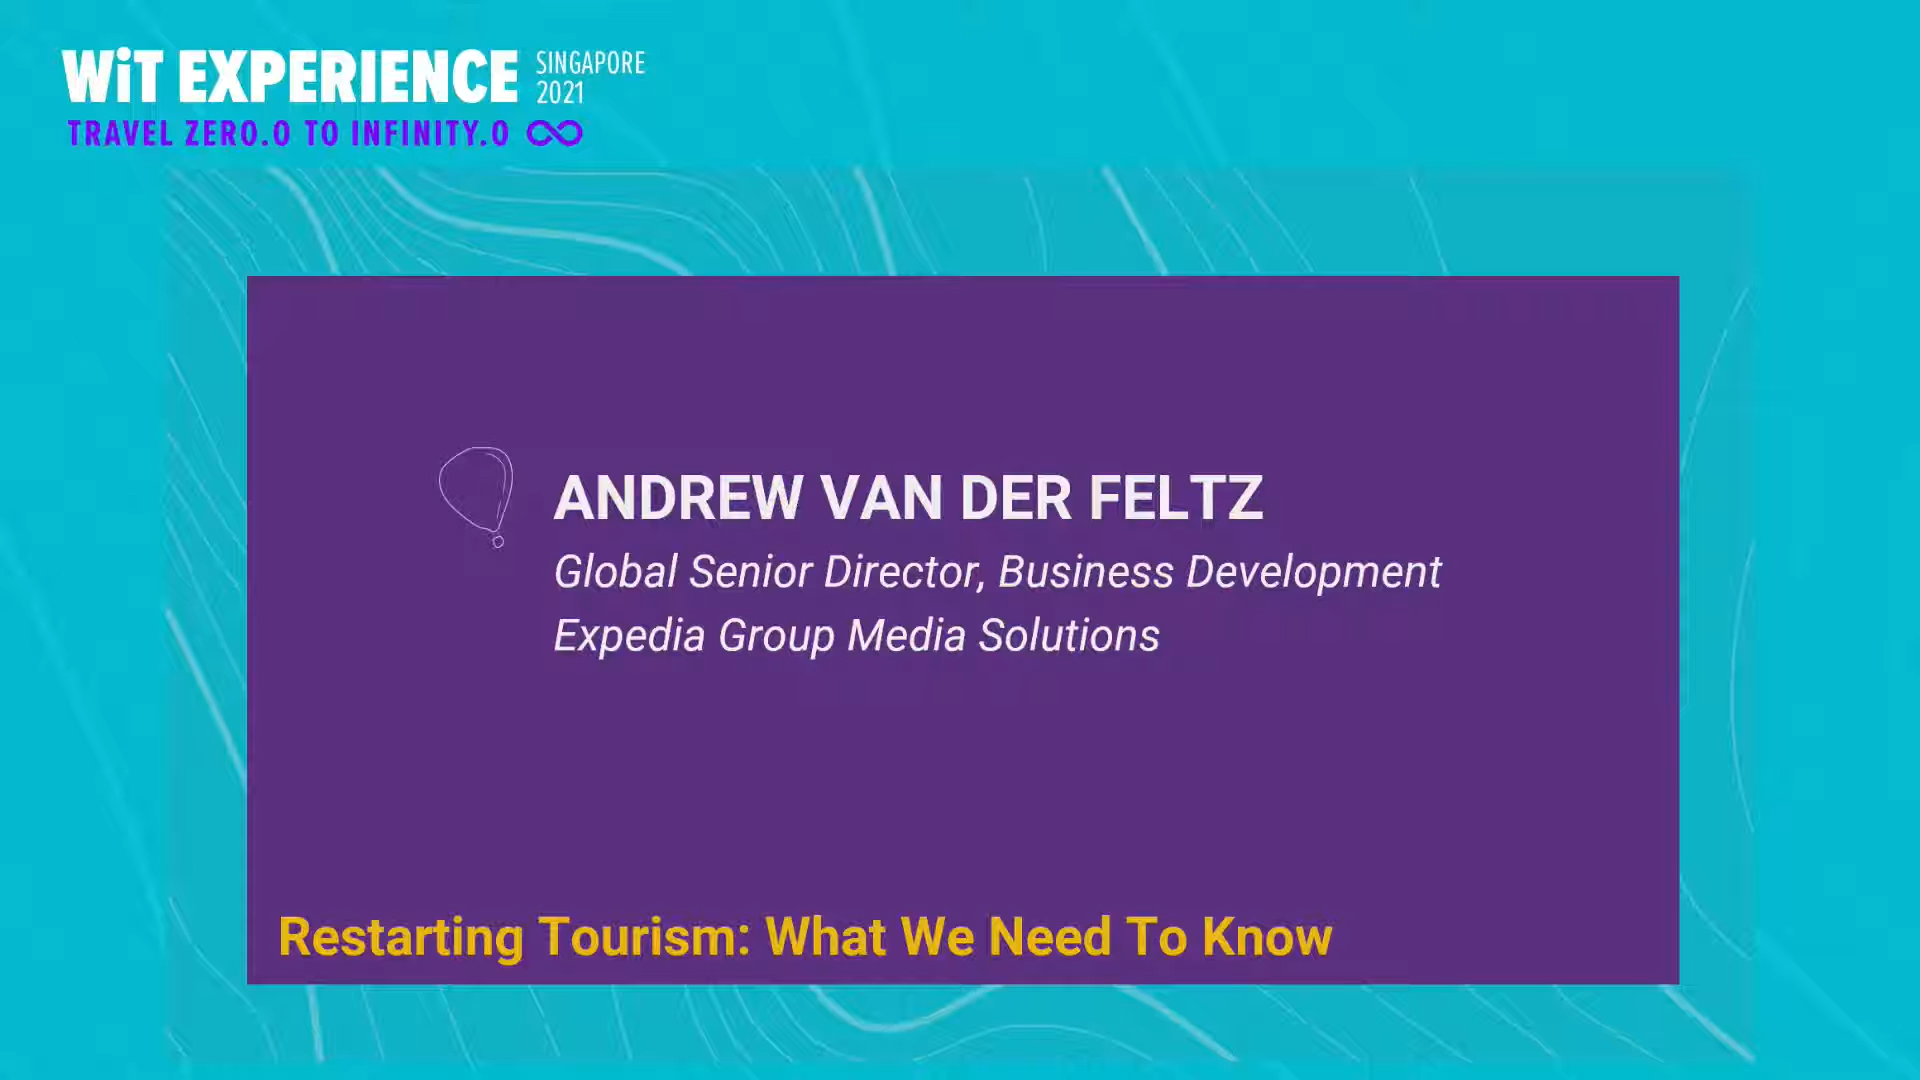 WiT EXPERIENCE SINGAPORE 2021
TRAVEL ZERO.0 TO INFINITY.0
ANDREW VAN DER FELTZ
Global Senior Director, Business Development
Expedia Group Media Solutions
Restarting Tourism: What We Need To Know